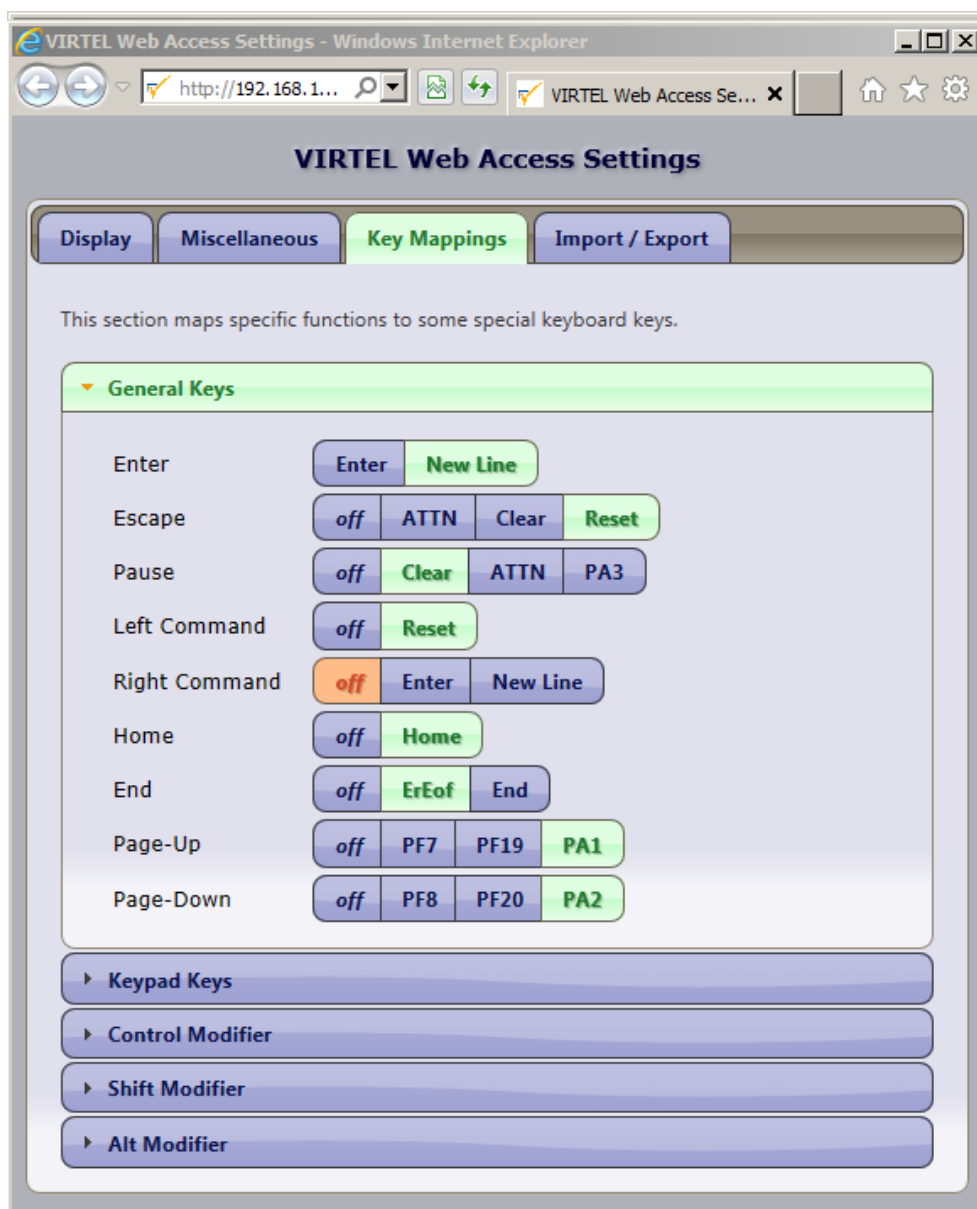 VIRTEL Web Access Settings - Windows Internet Explorer
http://192.168.1... VIRTEL Web Access Se...
VIRTEL Web Access Settings
Display Miscellaneous Key Mappings Import / Export
This section maps specific functions to some special keyboard keys.
General Keys
Enter Enter New Line
Escape off ATTN Clear Reset
Pause off Clear ATTN PA3
Left Command off Reset
Right Command off Enter New Line
Home off Home
End off ErEof End
Page-Up off PF7 PF19 PA1
Page-Down off PF8 PF20 PA2
Keypad Keys
Control Modifier
Shift Modifier
Alt Modifier